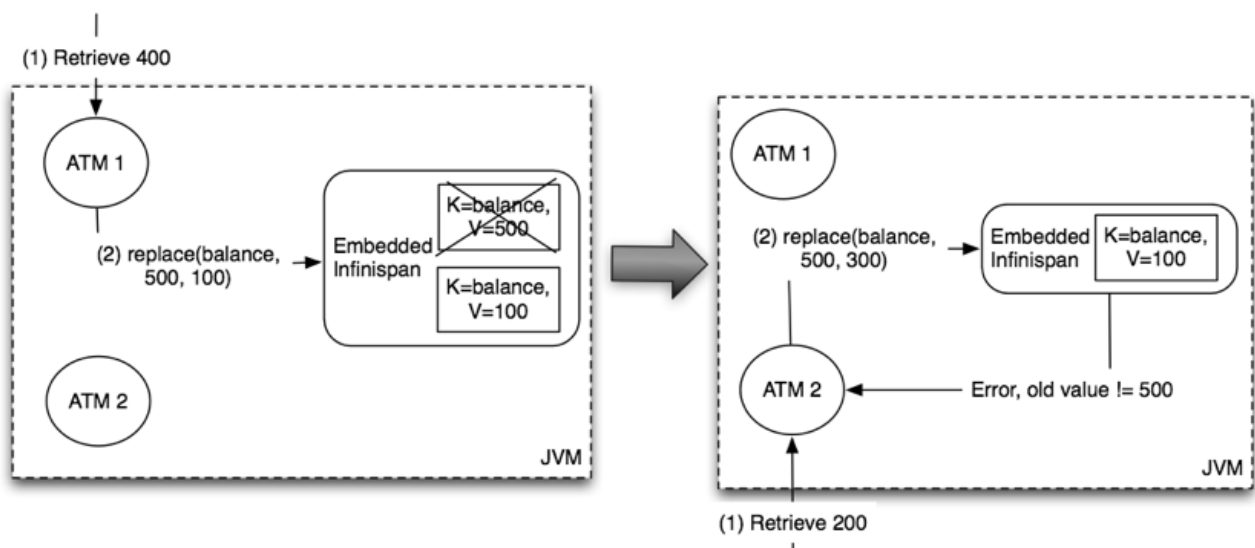 (1) Retrieve 400
ATM 1
(2) replace(balance,
500, 100)
Embedded
Infinispan
K=balance,
V=500
K=balance,
V=100
ATM 2
JVM
ATM 1
(2) replace(balance,
500, 300)
Embedded
Infinispan
K=balance,
V=100
ATM 2
Error, old value != 500
JVM
(1) Retrieve 200